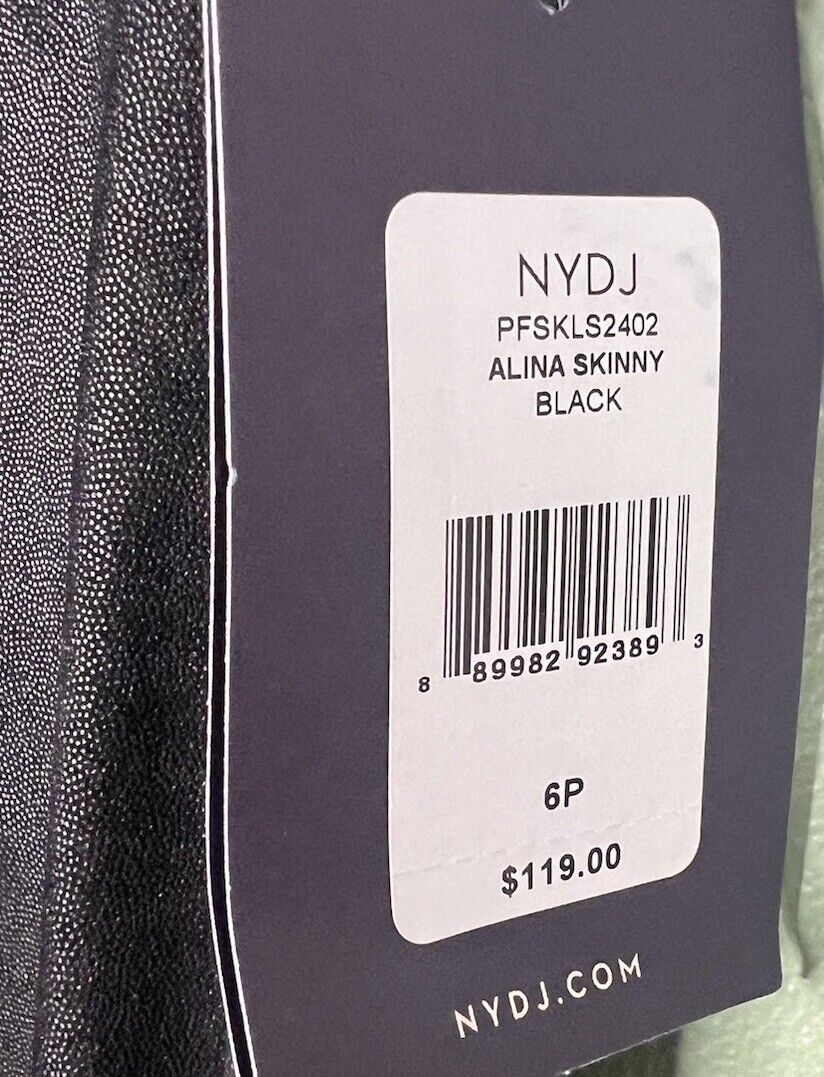 NYDJ
PFSKLS2402
ALINA SKINNY
BLACK
8 89982 92389 3
6P
$119.00
NYDJ.COM